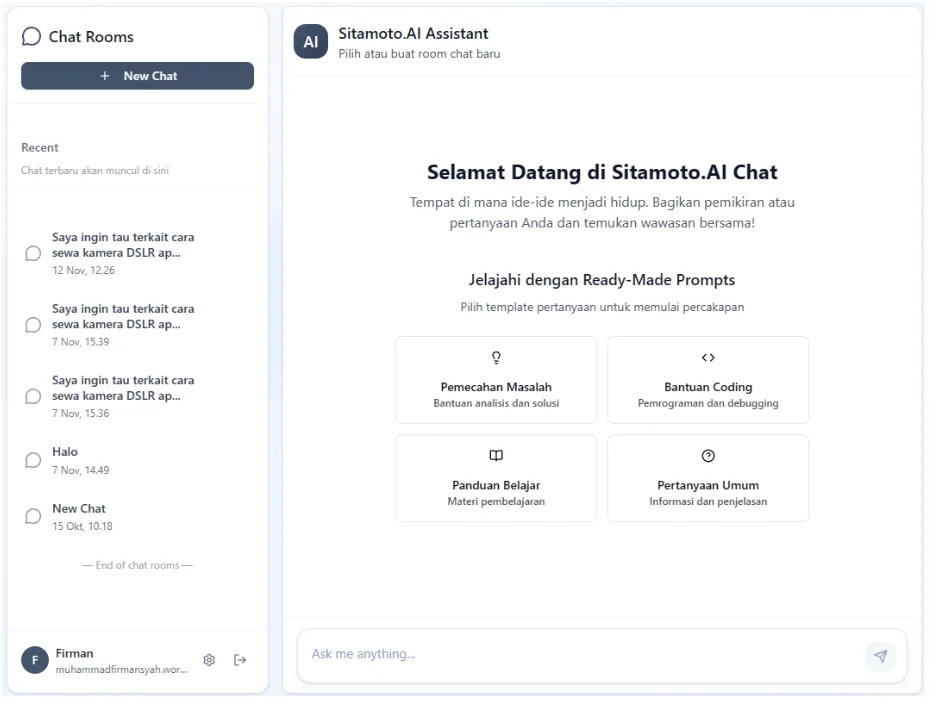 Chat Rooms
+ New Chat
Recent
Chat terbaru akan muncul di sini
Saya ingin tau terkait cara
sewa kamera DSLR ap...
12 Nov, 12.26
Saya ingin tau terkait cara
sewa kamera DSLR ap...
7 Nov, 15.39
Saya ingin tau terkait cara
sewa kamera DSLR ap...
7 Nov, 15.36
Halo
7 Nov, 14.49
New Chat
15 Okt, 10.18
— End of chat rooms —
F
Firman
muhammadfirmansyah.wor...
AI
Sitamoto.AI Assistant
Pilih atau buat room chat baru
Selamat Datang di Sitamoto.AI Chat
Tempat di mana ide-ide menjadi hidup. Bagikan pemikiran atau
pertanyaan Anda dan temukan wawasan bersama!
Jelajahi dengan Ready-Made Prompts
Pilih template pertanyaan untuk memulai percakapan
Pemecahan Masalah
Bantuan analisis dan solusi
Bantuan Coding
Pemrograman dan debugging
Panduan Belajar
Materi pembelajaran
Pertanyaan Umum
Informasi dan penjelasan
Ask me anything...